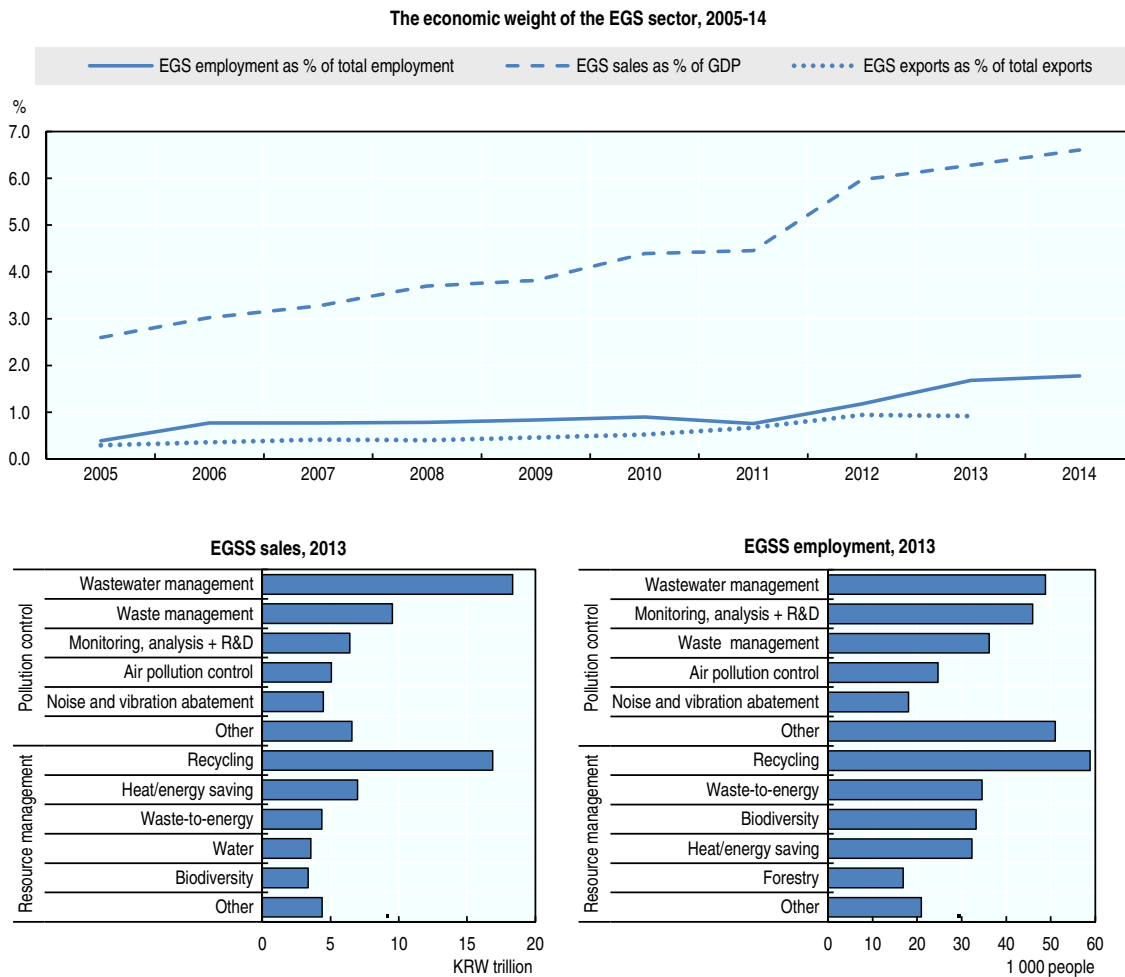 The economic weight of the EGS sector, 2005-14
EGS employment as % of total employment
EGS sales as % of GDP
EGS exports as % of total exports
%
7.0
6.0
5.0
4.0
3.0
2.0
1.0
0.0
2005 2006 2007 2008 2009 2010 2011 2012 2013 2014
EGSS sales, 2013
Pollution control
Wastewater management
Waste management
Monitoring, analysis + R&D
Air pollution control
Noise and vibration abatement
Other
Resource management
Recycling
Heat/energy saving
Waste-to-energy
Water
Biodiversity
Other
0 5 10 15 20
KRW trillion
EGSS employment, 2013
Pollution control
Wastewater management
Monitoring, analysis + R&D
Waste management
Air pollution control
Noise and vibration abatement
Other
Resource management
Recycling
Waste-to-energy
Biodiversity
Heat/energy saving
Forestry
Other
0 10 20 30 40 50 60
1 000 people